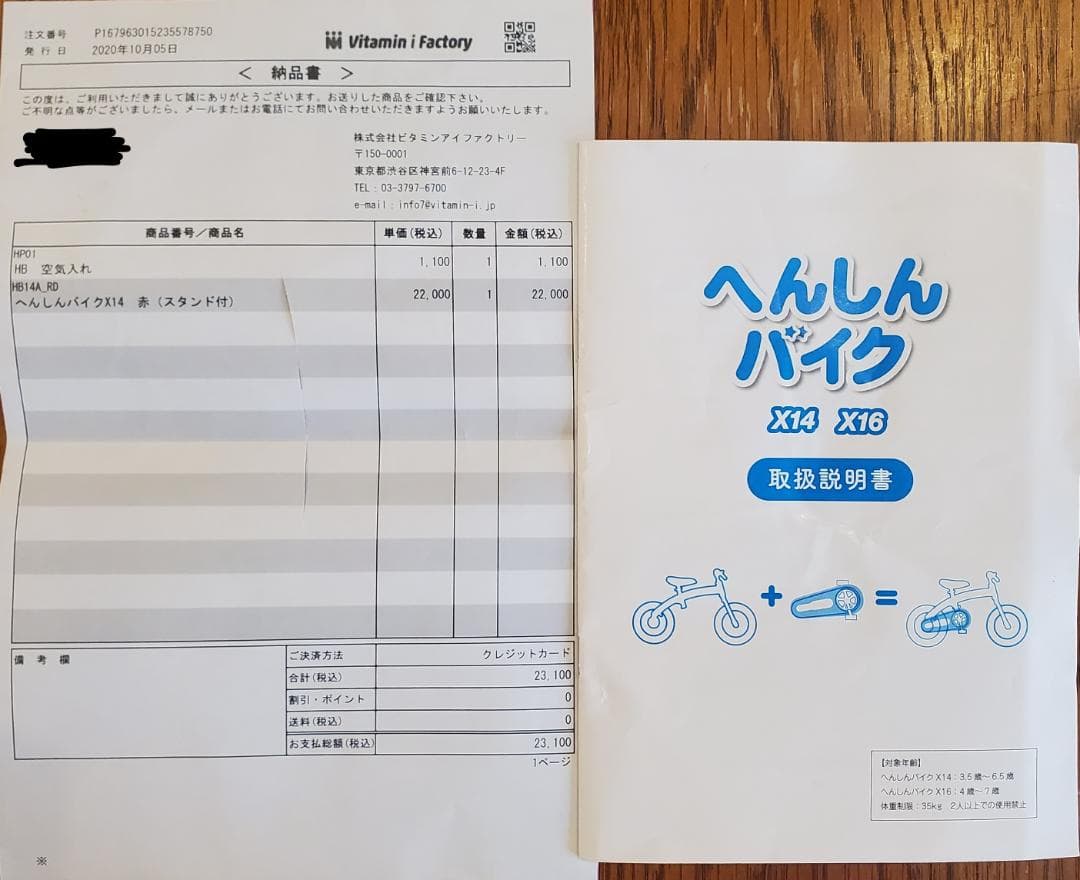 注文番号 P167963015235578750
発行日 2020年10月05日
Vitamin i Factory
＜ 納品書 ＞
この度は、ご利用いただきまして誠にありがとうございます。お送りした商品をご確認下さい。
ご不明な点等がございましたら、メールまたはお電話にてお問い合わせいただきますようお願いいたします。
株式会社ビタミンアイファクトリー
〒150-0001
東京都渋谷区神宮前6-12-23-4F
TEL：03-3797-6700
e-mail：info7@vitamin-i.jp
商品番号／商品名 単価(税込) 数量 金額(税込)
HP01
HB 空気入れ 1,100 1 1,100
HB14A_RD
へんしんバイクX14 赤（スタンド付） 22,000 1 22,000
備考欄
ご決済方法 クレジットカード
合計(税込) 23,100
割引・ポイント 0
送料(税込) 0
お支払総額(税込) 23,100
1ページ
※
へんしん
バイク
X14 X16
取扱説明書
+ =
【対象年齢】
へんしんバイクX14：3.5歳～6.5歳
へんしんバイクX16：4歳～7歳
体重制限：35kg 2人以上での使用禁止